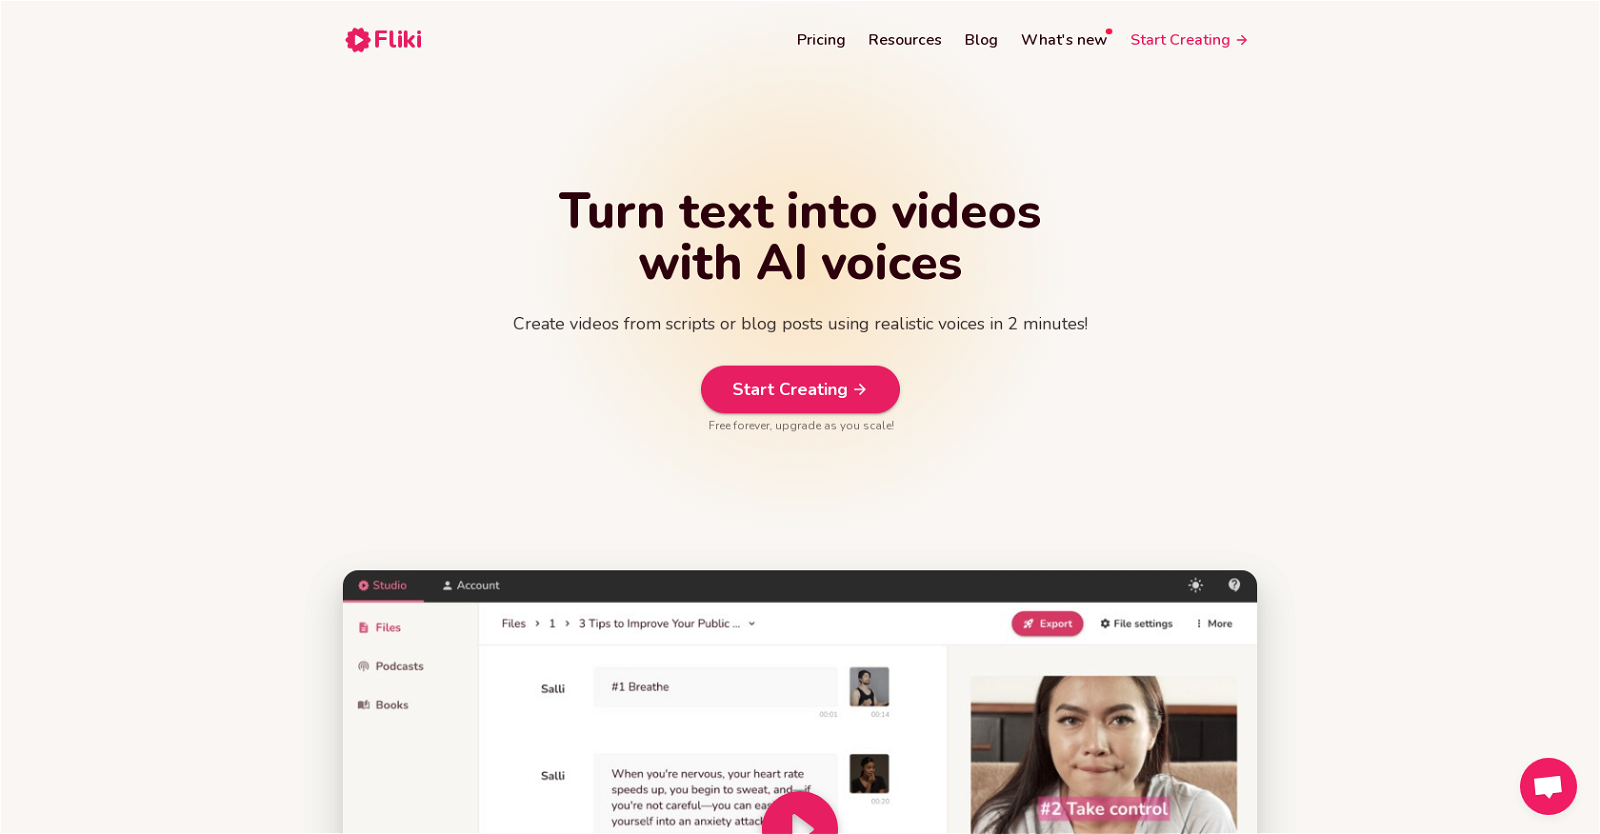 Fliki
Pricing
Resources
Blog
What's new
Start Creating →
Turn text into videos
with AI voices
Create videos from scripts or blog posts using realistic voices in 2 minutes!
Start Creating →
Free forever, upgrade as you scale!
Studio
Account
Files
Podcasts
Books
Files > 1 > 3 Tips to Improve Your Public ...
Export
File settings
More
Salli
#1 Breathe
00:01
00:14
Salli
When you're nervous, your heart rate
speeds up, you begin to sweat, and—if
you're not careful—you can
yourself into an anxiety
00:20
#2 Take control